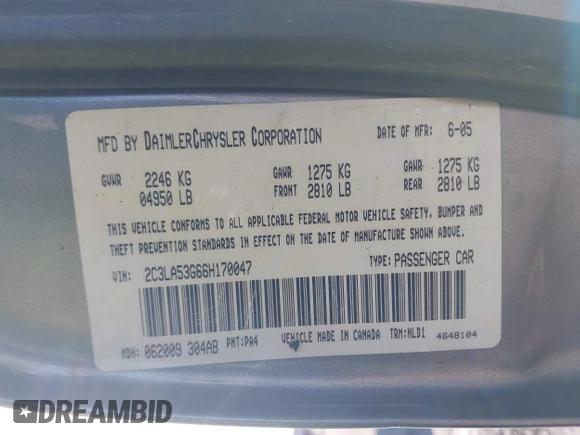 MFD BY DAIMLERCHRYSLER CORPORATION DATE OF MFR: 6-05
GVWR 2246 KG 04950 LB GAWR FRONT 1275 KG 2810 LB GAWR REAR 1275 KG 2810 LB
THIS VEHICLE CONFORMS TO ALL APPLICABLE FEDERAL MOTOR VEHICLE SAFETY, BUMPER AND
THEFT PREVENTION STANDARDS IN EFFECT ON THE DATE OF MANUFACTURE SHOWN ABOVE.
VIN: 2C3LA53G66H170047 TYPE: PASSENGER CAR
MDH: 062009 304AB PNT: PA4 VEHICLE MADE IN CANADA TRM: NLD1 4648104
DREAMBID